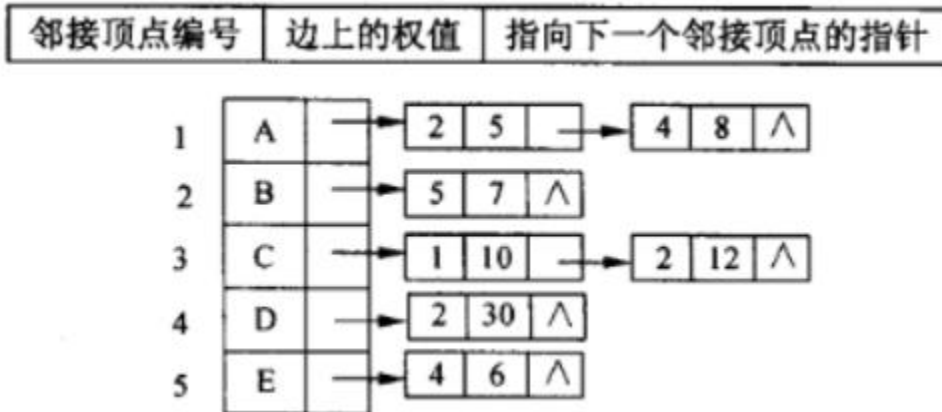 邻接顶点编号 边上的权值 指向下一个邻接顶点的指针
1 A 2 5 4 8 ∧
2 B 5 7 ∧
3 C 1 10 2 12 ∧
4 D 2 30 ∧
5 E 4 6 ∧